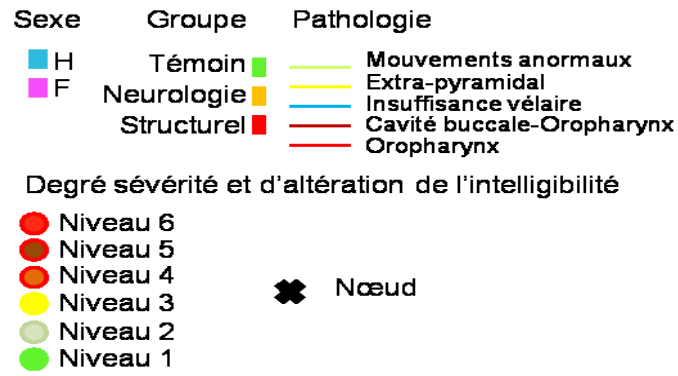 Sexe Groupe Pathologie
H
F
Témoin
Neurologie
Structurel
Mouvements anormaux
Extra-pyramidal
Insuffisance vélaire
Cavité buccale-Oropharynx
Oropharynx
Degré sévérité et d'altération de l'intelligibilité
Niveau 6
Niveau 5
Niveau 4
Niveau 3
Niveau 2
Niveau 1
Nœud